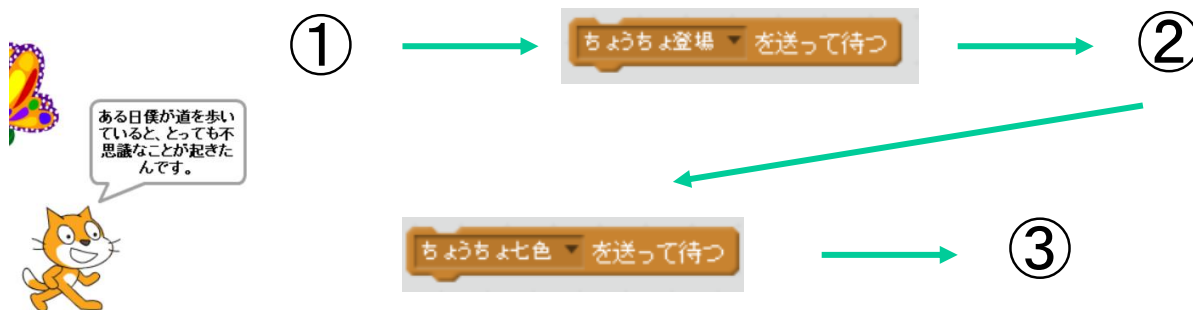 ①
ちょうちょ登場 を送って待つ
②
ある日僕が道を歩い
ていると、とっても不
思議なことが起きた
んです。
ちょうちょ七色 を送って待つ
③